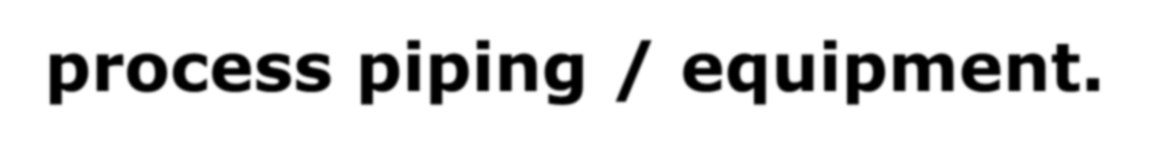 process piping / equipment.